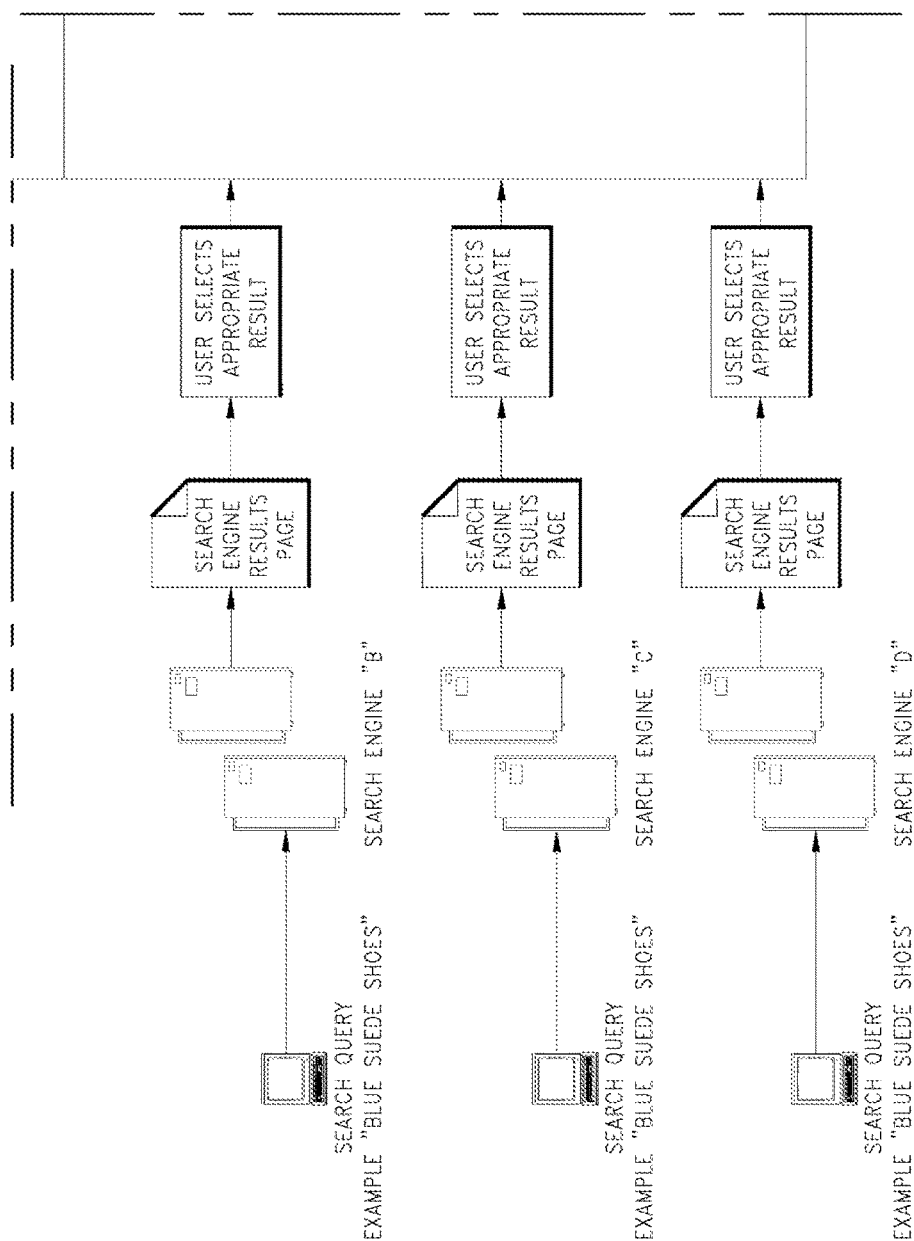 SEARCH QUERY
EXAMPLE "BLUE SUEDE SHOES"
SEARCH ENGINE "B"
SEARCH
ENGINE
RESULTS
PAGE
USER SELECTS
APPROPRIATE
RESULT
SEARCH QUERY
EXAMPLE "BLUE SUEDE SHOES"
SEARCH ENGINE "C"
SEARCH
ENGINE
RESULTS
PAGE
USER SELECTS
APPROPRIATE
RESULT
SEARCH QUERY
EXAMPLE "BLUE SUEDE SHOES"
SEARCH ENGINE "D"
SEARCH
ENGINE
RESULTS
PAGE
USER SELECTS
APPROPRIATE
RESULT